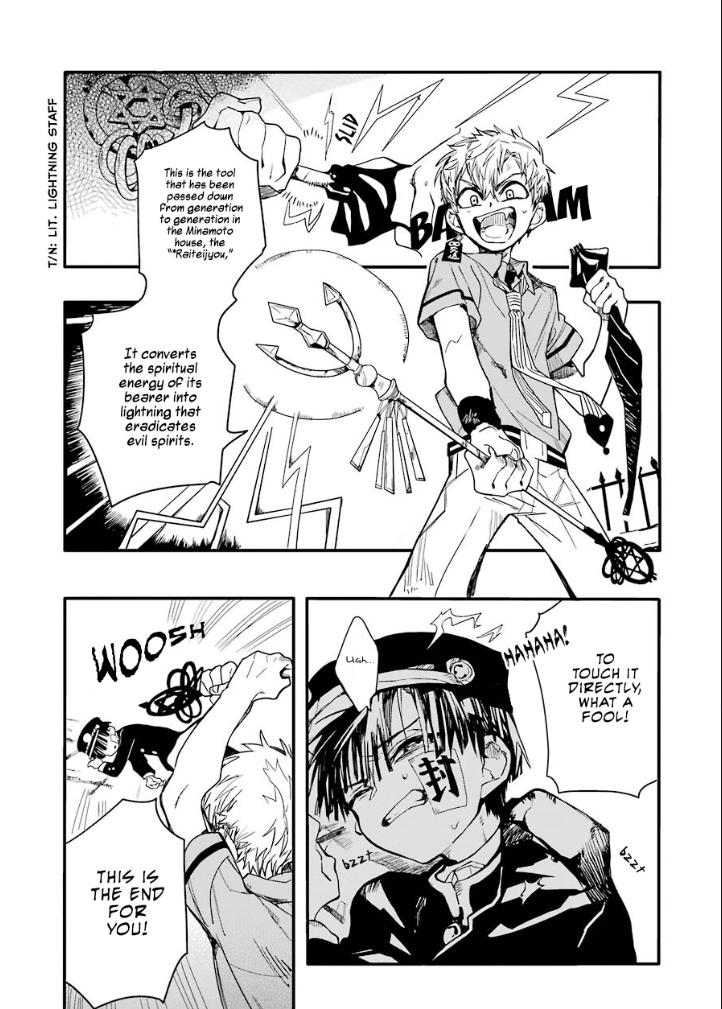 T/N: LIT. LIGHTNING STAFF
SLID
This is the tool
that has been
passed down
from generation
to generation in
the Minamoto
house, the
"*Raiteijyou,"
It converts
the spiritual
energy of its
bearer into
lightning that
eradicates
evil spirits.
HAHAHA!
TO
TOUCH IT
DIRECTLY,
WHAT A
FOOL!
Ugh...
封
bzzt
bzzt
WOOSH
THIS IS
THE END
FOR
YOU!